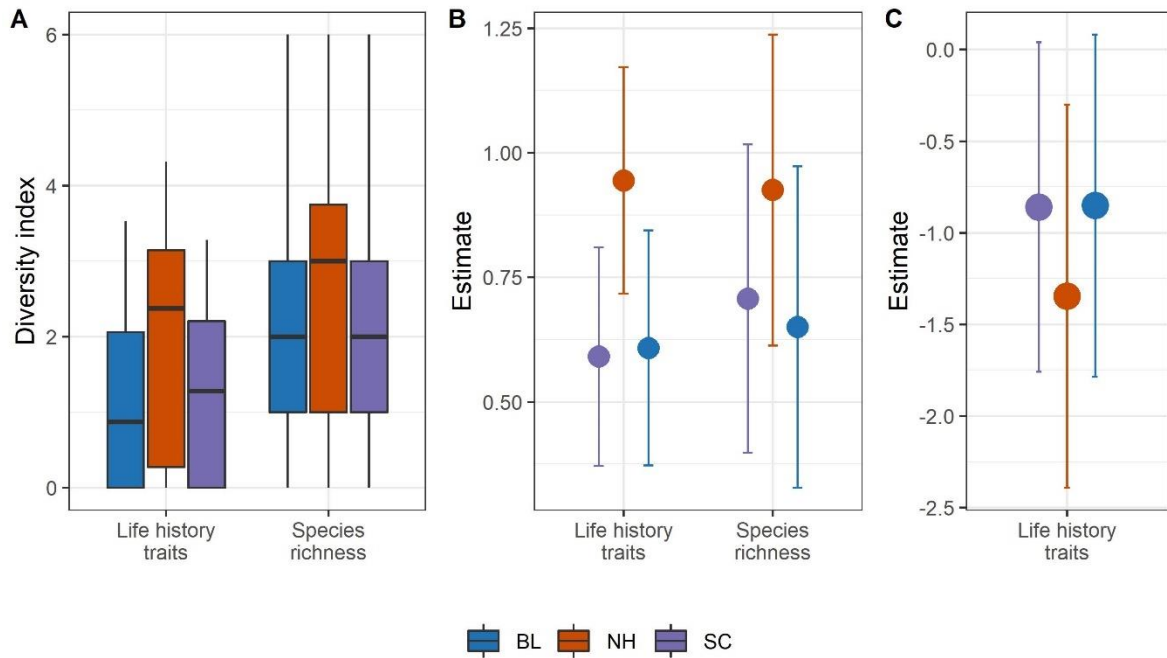 A
Diversity index
6
4
2
0
Life history
traits
Species
richness
B
Estimate
1.25
1.00
0.75
0.50
Life history
traits
Species
richness
C
Estimate
0.0
-0.5
-1.0
-1.5
-2.0
-2.5
Life history
traits
BL NH SC